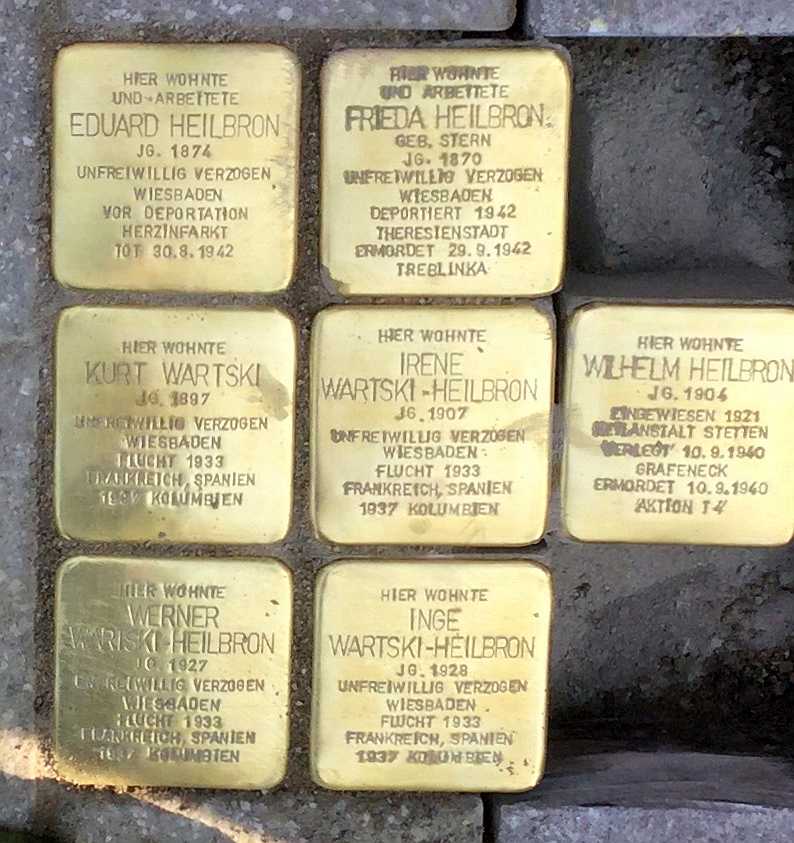 HIER WOHNTE
UND ARBEITETE
EDUARD HEILBRON
JG. 1874
UNFREIWILLIG VERZOGEN
WIESBADEN
VOR DEPORTATION
HERZINFARKT
TOT 30.8.1942
HIER WOHNTE
UND ARBEITETE
FRIEDA HEILBRON
GEB. STERN
JG. 1870
UNFREIWILLIG VERZOGEN
WIESBADEN
DEPORTIERT 1942
THERESIENSTADT
ERMORDET 29.9.1942
TREBLINKA
HIER WOHNTE
KURT WARTSKI
JG. 1897
UNFREIWILLIG VERZOGEN
WIESBADEN
FLUCHT 1933
FRANKREICH, SPANIEN
1937 KOLUMBIEN
HIER WOHNTE
IRENE
WARTSKI-HEILBRON
JG. 1907
UNFREIWILLIG VERZOGEN
WIESBADEN
FLUCHT 1933
FRANKREICH, SPANIEN
1937 KOLUMBIEN
HIER WOHNTE
WILHELM HEILBRON
JG. 1904
EINGEWIESEN 1921
HEILANSTALT STETTEN
VERLEGT 10.9.1940
GRAFENECK
ERMORDET 10.9.1940
AKTION T4
HIER WOHNTE
WERNER
WARTSKI-HEILBRON
JG. 1927
UNFREIWILLIG VERZOGEN
WIESBADEN
FLUCHT 1933
FRANKREICH, SPANIEN
1937 KOLUMBIEN
HIER WOHNTE
INGE
WARTSKI-HEILBRON
JG. 1928
UNFREIWILLIG VERZOGEN
WIESBADEN
FLUCHT 1933
FRANKREICH, SPANIEN
1937 KOLUMBIEN